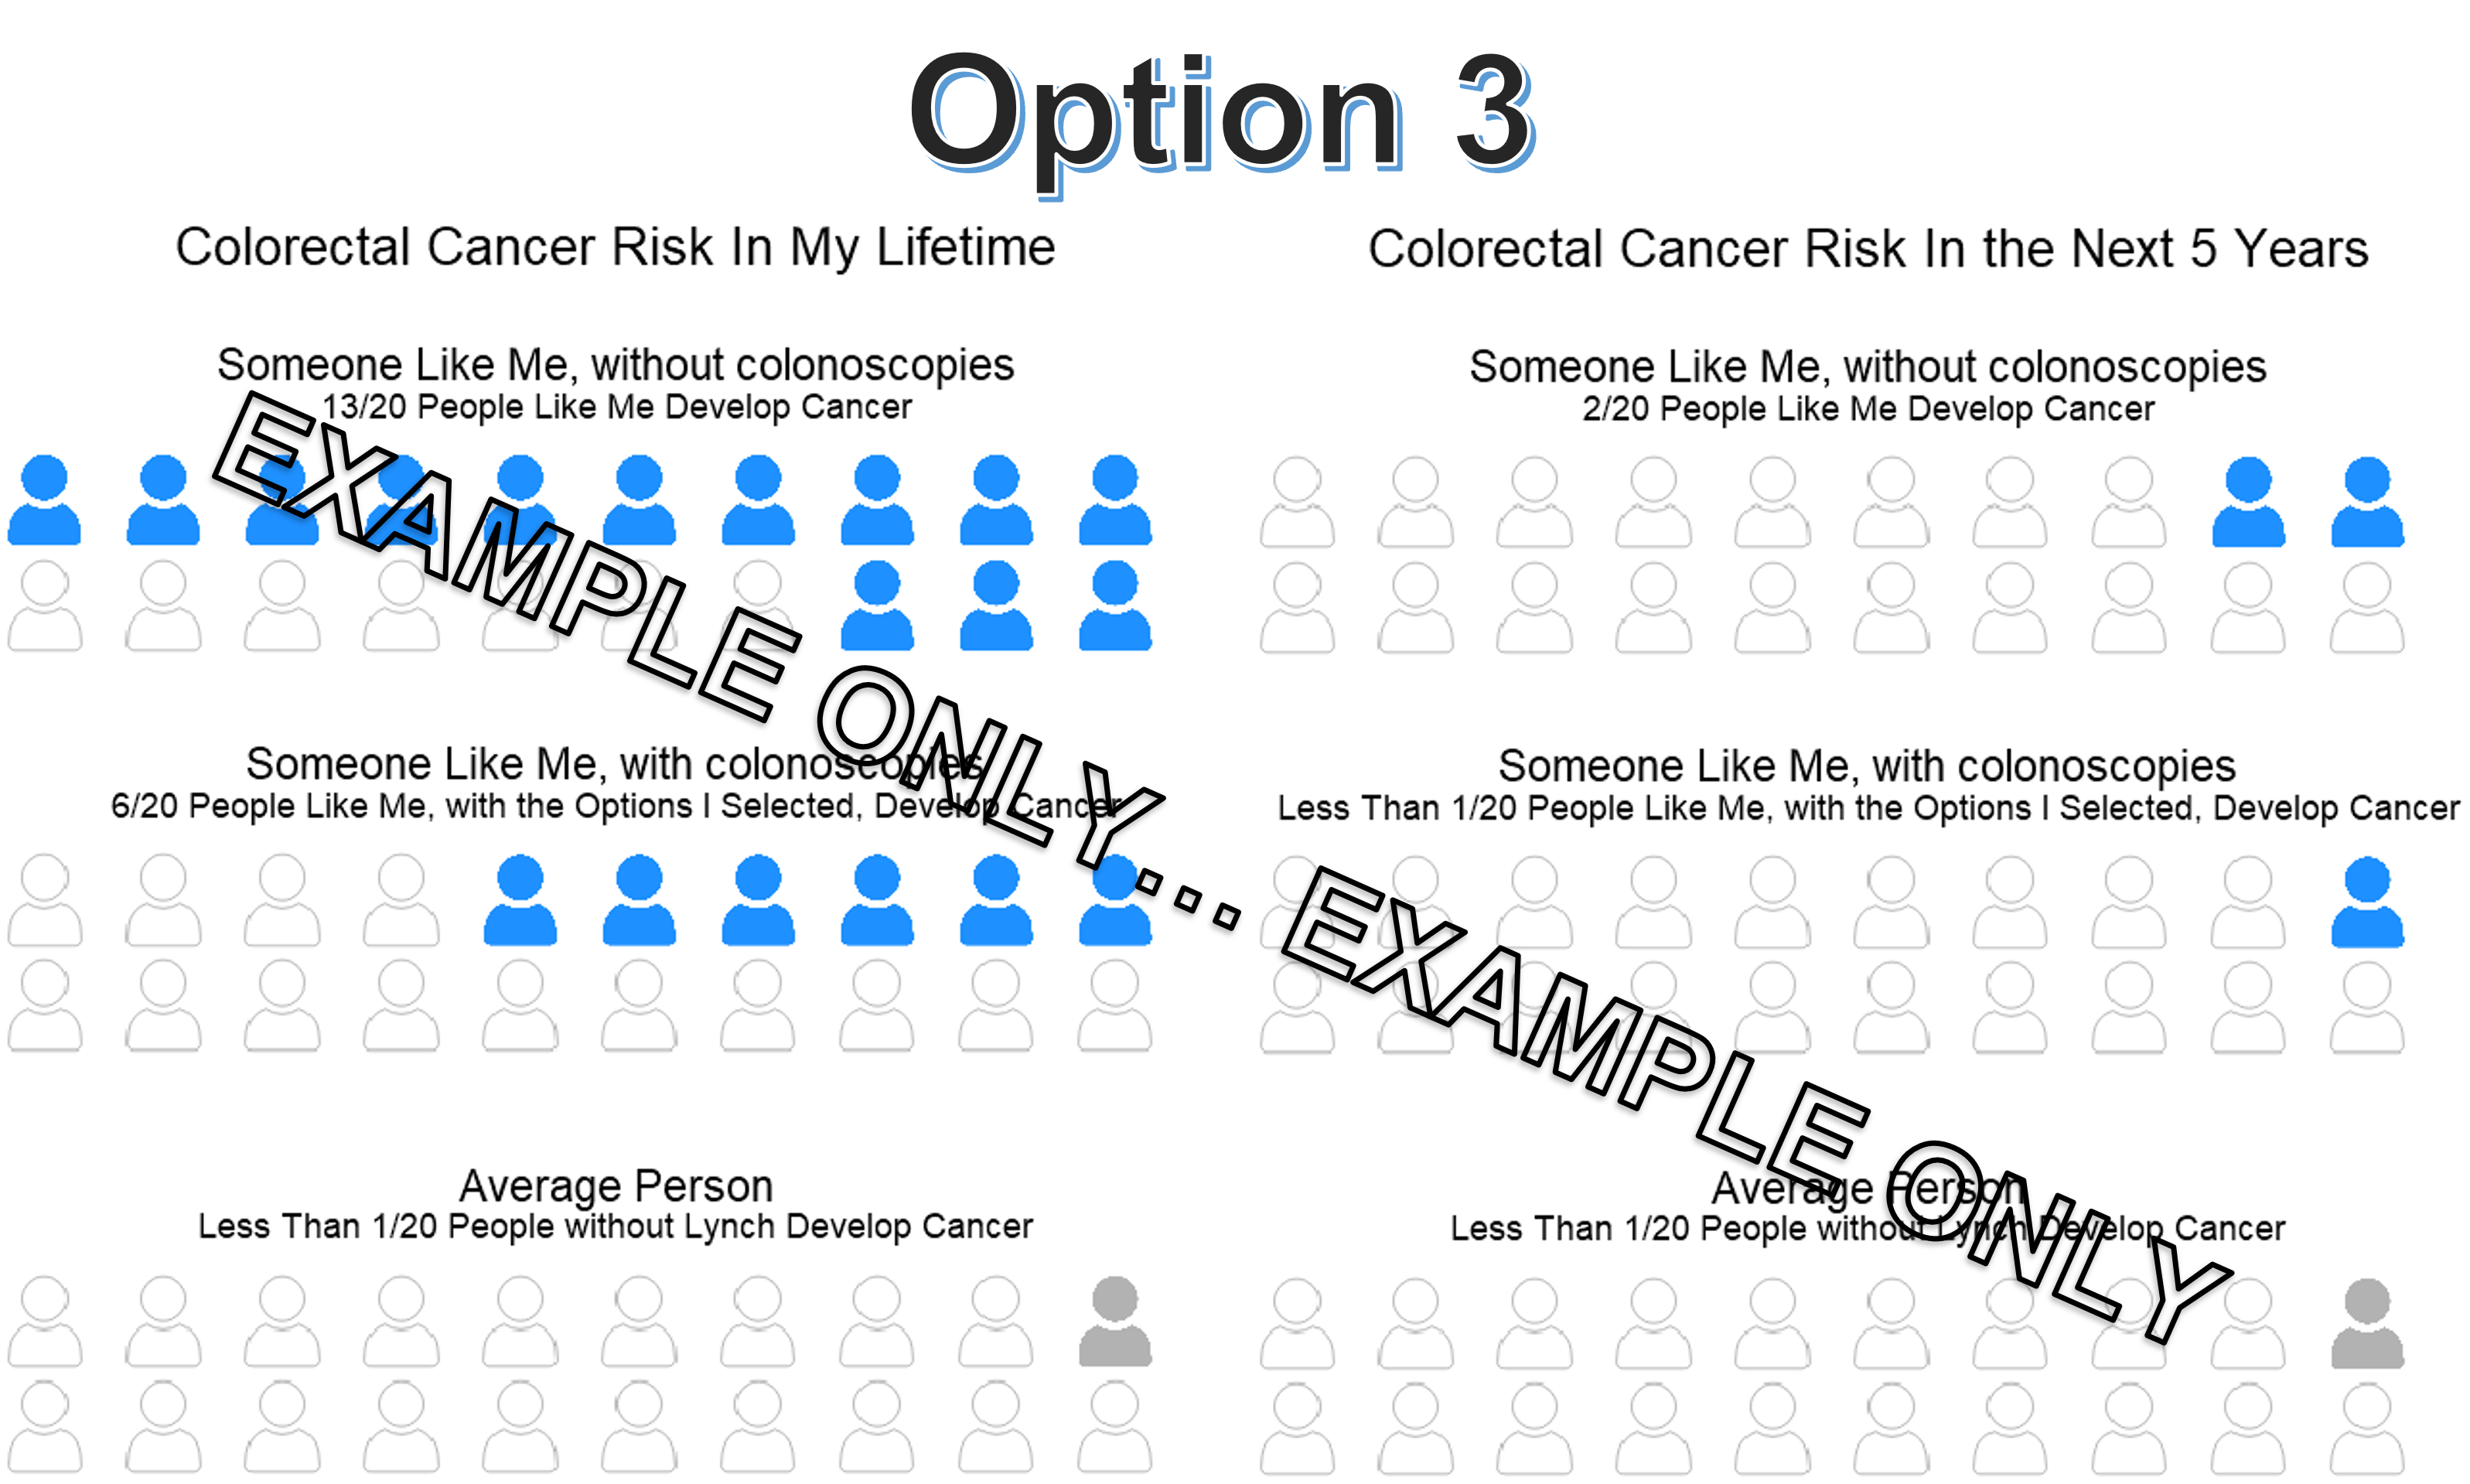 Option 3
Colorectal Cancer Risk In My Lifetime
Someone Like Me, without colonoscopies
13/20 People Like Me Develop Cancer
Someone Like Me, with colonoscopies
6/20 People Like Me, with the Options I Selected, Develop Cancer
Average Person
Less Than 1/20 People without Lynch Develop Cancer
Colorectal Cancer Risk In the Next 5 Years
Someone Like Me, without colonoscopies
2/20 People Like Me Develop Cancer
Someone Like Me, with colonoscopies
Less Than 1/20 People Like Me, with the Options I Selected, Develop Cancer
Average Person
Less Than 1/20 People without Lynch Develop Cancer
EXAMPLE ONLY... EXAMPLE ONLY